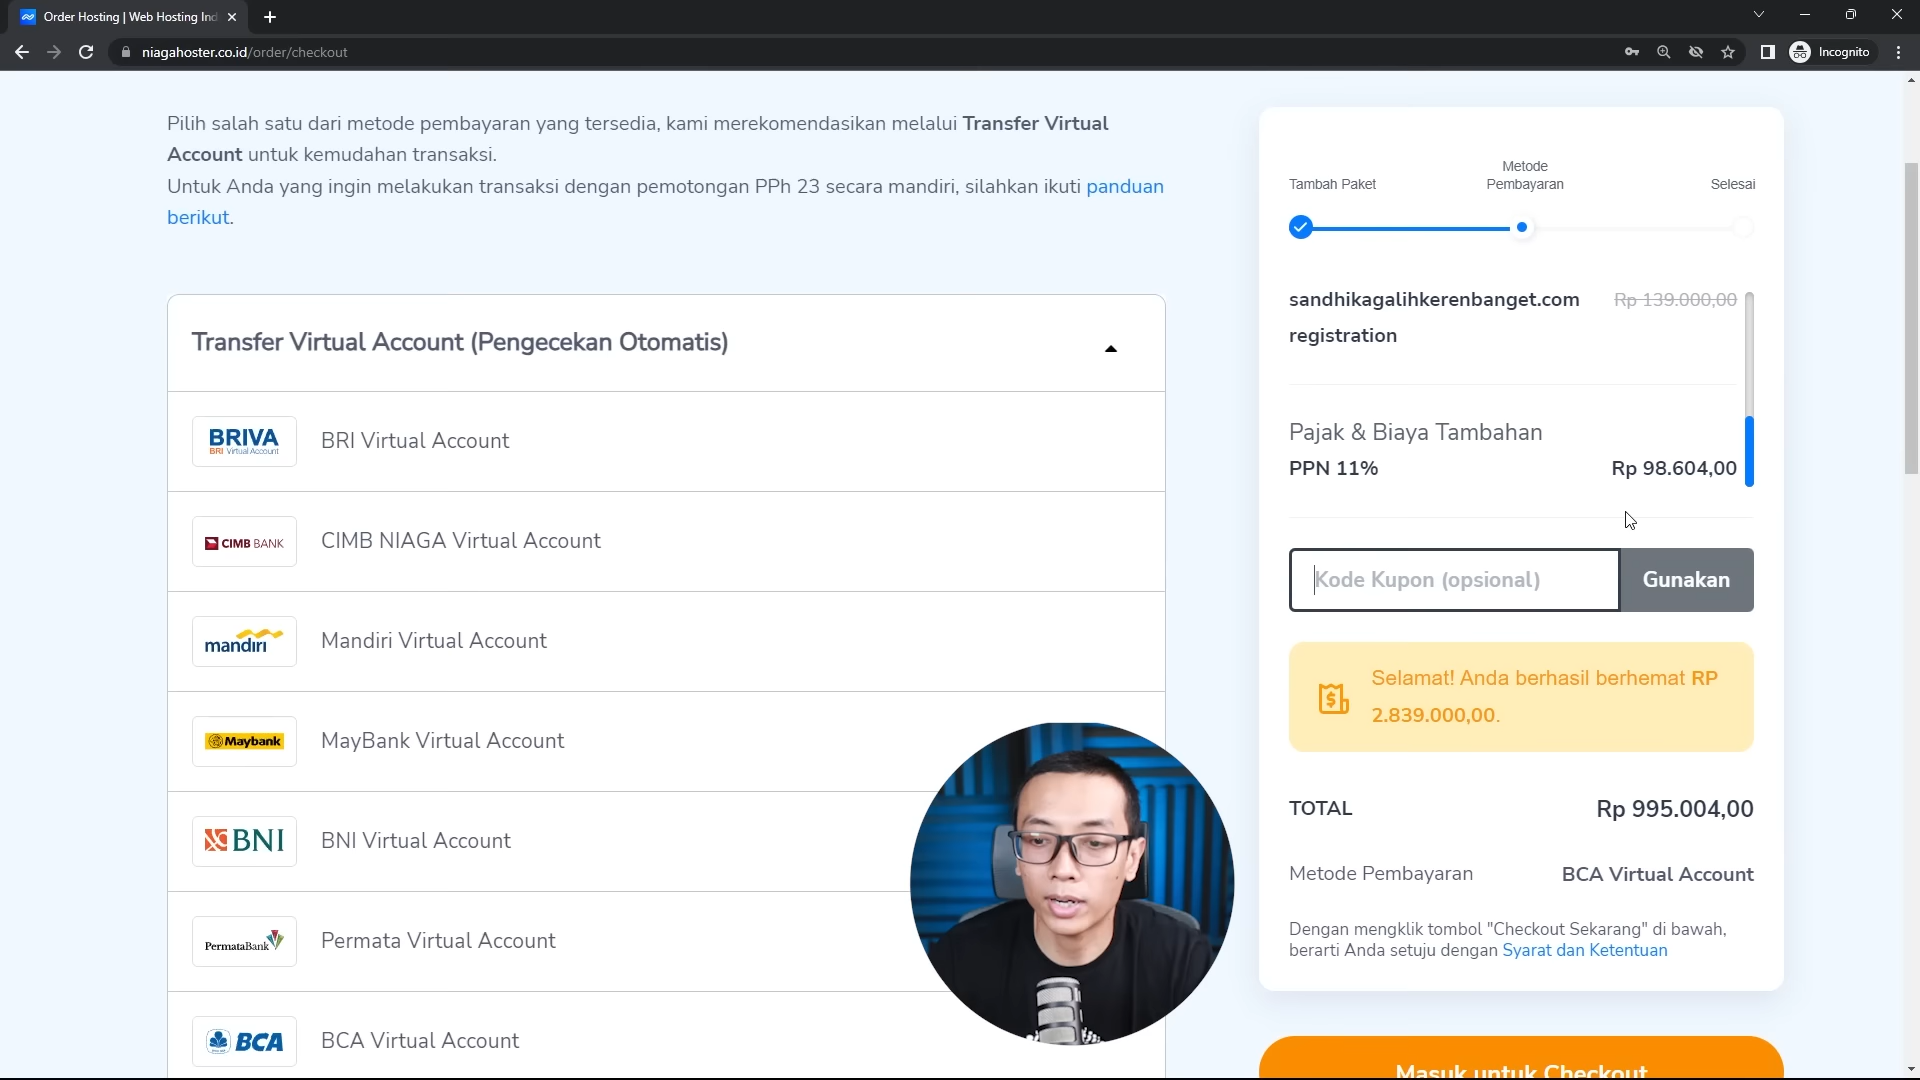 Order Hosting | Web Hosting Ind
niagahoster.co.id/order/checkout
Incognito
Pilih salah satu dari metode pembayaran yang tersedia, kami merekomendasikan melalui Transfer Virtual
Account untuk kemudahan transaksi.
Untuk Anda yang ingin melakukan transaksi dengan pemotongan PPh 23 secara mandiri, silahkan ikuti panduan
berikut.
Transfer Virtual Account (Pengecekan Otomatis)
BRIVA
BRI Virtual Account
BRI Virtual Account
CIMB BANK
CIMB NIAGA Virtual Account
mandiri
Mandiri Virtual Account
Maybank
MayBank Virtual Account
BNI
BNI Virtual Account
PermataBank
Permata Virtual Account
BCA
BCA Virtual Account
Tambah Paket
Metode
Pembayaran
Selesai
sandhikagalihkerenbanget.com
registration
Rp 139.000,00
Pajak & Biaya Tambahan
PPN 11%
Rp 98.604,00
Kode Kupon (opsional)
Gunakan
Selamat! Anda berhasil berhemat RP
2.839.000,00.
TOTAL
Rp 995.004,00
Metode Pembayaran
BCA Virtual Account
Dengan mengklik tombol "Checkout Sekarang" di bawah,
berarti Anda setuju dengan Syarat dan Ketentuan
Masuk untuk Checkout